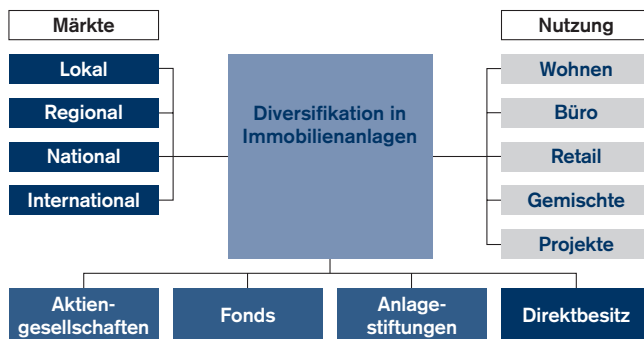 Märkte
Lokal
Regional
National
International
Diversifikation in
Immobilienanlagen
Nutzung
Wohnen
Büro
Retail
Gemischte
Projekte
Aktien-
gesellschaften
Fonds
Anlage-
stiftungen
Direktbesitz